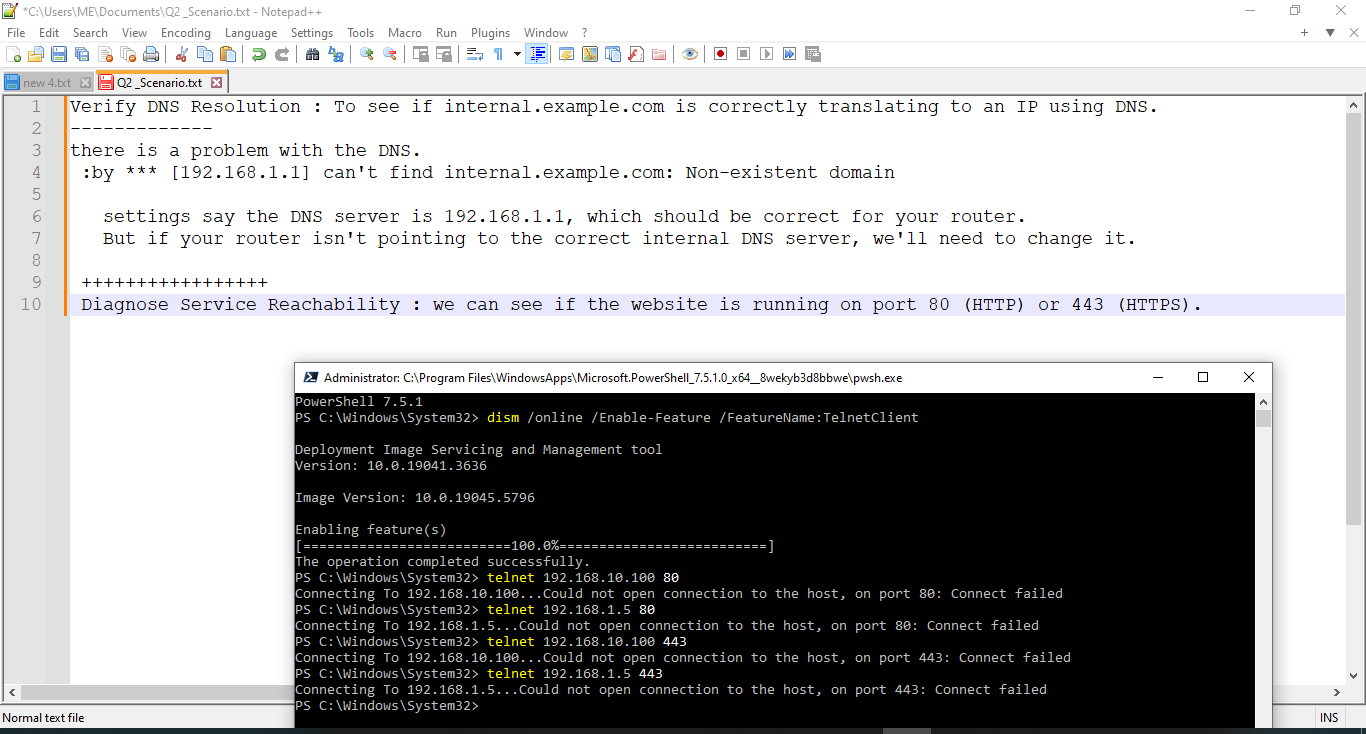 *C:\Users\ME\Documents\Q2 _Scenario.txt - Notepad++
File Edit Search View Encoding Language Settings Tools Macro Run Plugins Window ?
new 4.txt Q2 _Scenario.txt
1 Verify DNS Resolution : To see if internal.example.com is correctly translating to an IP using DNS.
2 -------------
3 there is a problem with the DNS.
4 :by *** [192.168.1.1] can't find internal.example.com: Non-existent domain
5
6 settings say the DNS server is 192.168.1.1, which should be correct for your router.
7 But if your router isn't pointing to the correct internal DNS server, we'll need to change it.
8
9 +++++++++++++++++
10 Diagnose Service Reachability : we can see if the website is running on port 80 (HTTP) or 443 (HTTPS).
Administrator: C:\Program Files\WindowsApps\Microsoft.PowerShell_7.5.1.0_x64__8wekyb3d8bbwe\pwsh.exe
PowerShell 7.5.1
PS C:\Windows\System32> dism /online /Enable-Feature /FeatureName:TelnetClient
Deployment Image Servicing and Management tool
Version: 10.0.19041.3636
Image Version: 10.0.19045.5796
Enabling feature(s)
[==========================100.0%==========================]
The operation completed successfully.
PS C:\Windows\System32> telnet 192.168.10.100 80
Connecting To 192.168.10.100...Could not open connection to the host, on port 80: Connect failed
PS C:\Windows\System32> telnet 192.168.1.5 80
Connecting To 192.168.1.5...Could not open connection to the host, on port 80: Connect failed
PS C:\Windows\System32> telnet 192.168.10.100 443
Connecting To 192.168.10.100...Could not open connection to the host, on port 443: Connect failed
PS C:\Windows\System32> telnet 192.168.1.5 443
Connecting To 192.168.1.5...Could not open connection to the host, on port 443: Connect failed
PS C:\Windows\System32>
Normal text file
INS